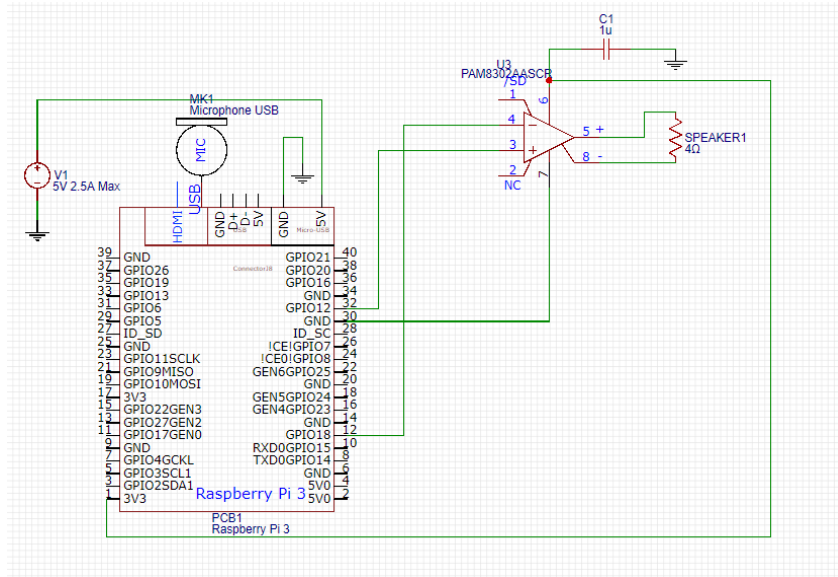 C1
1u
U3
PAM8302AASCR
/SD
1
6
4
−
5 +
3
+
8 -
2
NC
7
SPEAKER1
4Ω
MK1
Microphone USB
MIC
USB
+
-
V1
5V 2.5A Max
HDMI
GND
D+
D-
5V
USB
GND
5V
Micro-USB
ConnectorJ8
39 GND GPIO21 40
37 GPIO26 GPIO20 38
35 GPIO19 GPIO16 36
33 GPIO13 GND 34
31 GPIO6 GPIO12 32
29 GPIO5 GND 30
27 ID_SD ID_SC 28
25 GND !CE!GPIO7 26
23 GPIO11SCLK !CE0!GPIO8 24
21 GPIO9MISO GEN6GPIO25 22
19 GPIO10MOSI GND 20
17 3V3 GEN5GPIO24 18
15 GPIO22GEN3 GEN4GPIO23 16
13 GPIO27GEN2 GND 14
11 GPIO17GEN0 GPIO18 12
9 GND RXD0GPIO15 10
7 GPIO4GCKL TXD0GPIO14 8
5 GPIO3SCL1 GND 6
3 GPIO2SDA1 5V0 4
1 3V3 5V0 2
Raspberry Pi 3
PCB1
Raspberry Pi 3